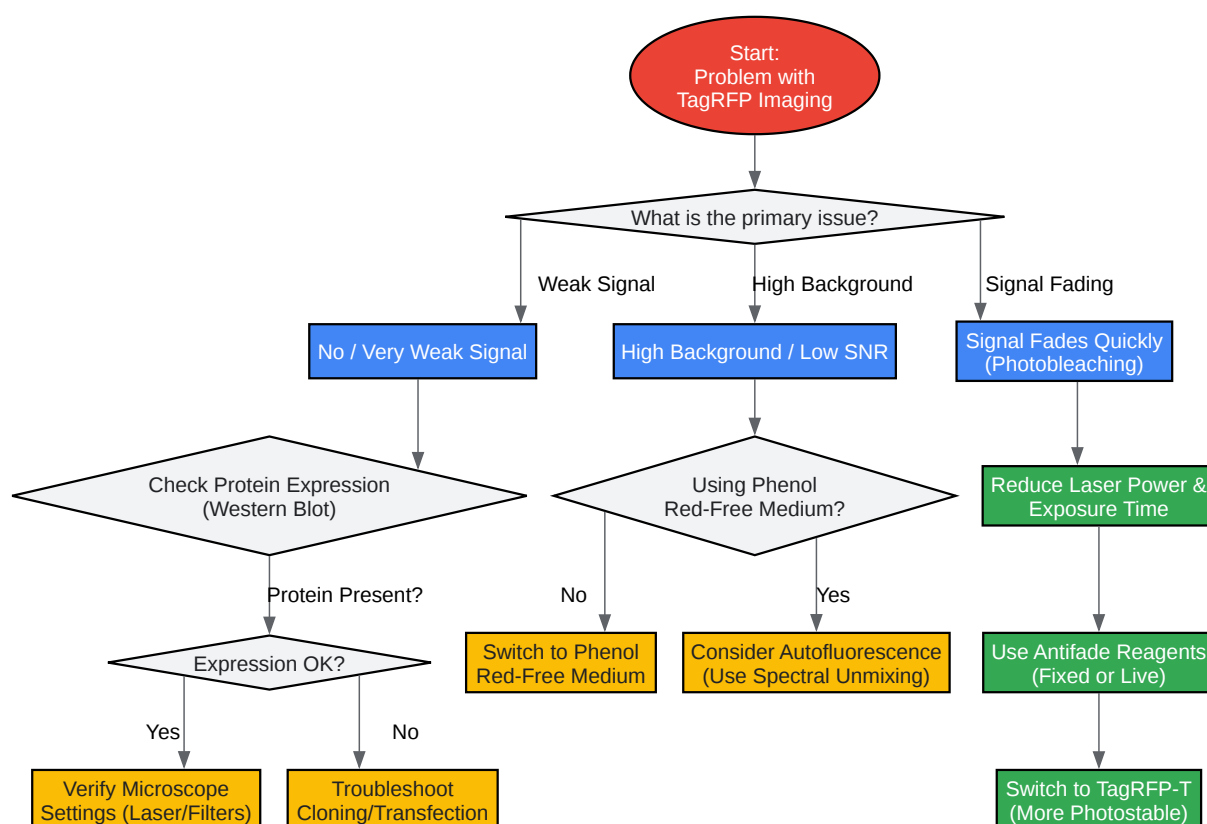 Start:
Problem with
TagRFP Imaging
What is the primary issue?
Weak Signal
High Background
Signal Fading
No / Very Weak Signal
High Background / Low SNR
Signal Fades Quickly
(Photobleaching)
Check Protein Expression
(Western Blot)
Using Phenol
Red-Free Medium?
Reduce Laser Power &
Exposure Time
Protein Present?
No
Yes
Expression OK?
Switch to Phenol
Red-Free Medium
Consider Autofluorescence
(Use Spectral Unmixing)
Use Antifade Reagents
(Fixed or Live)
Yes
No
Verify Microscope
Settings (Laser/Filters)
Troubleshoot
Cloning/Transfection
Switch to TagRFP-T
(More Photostable)